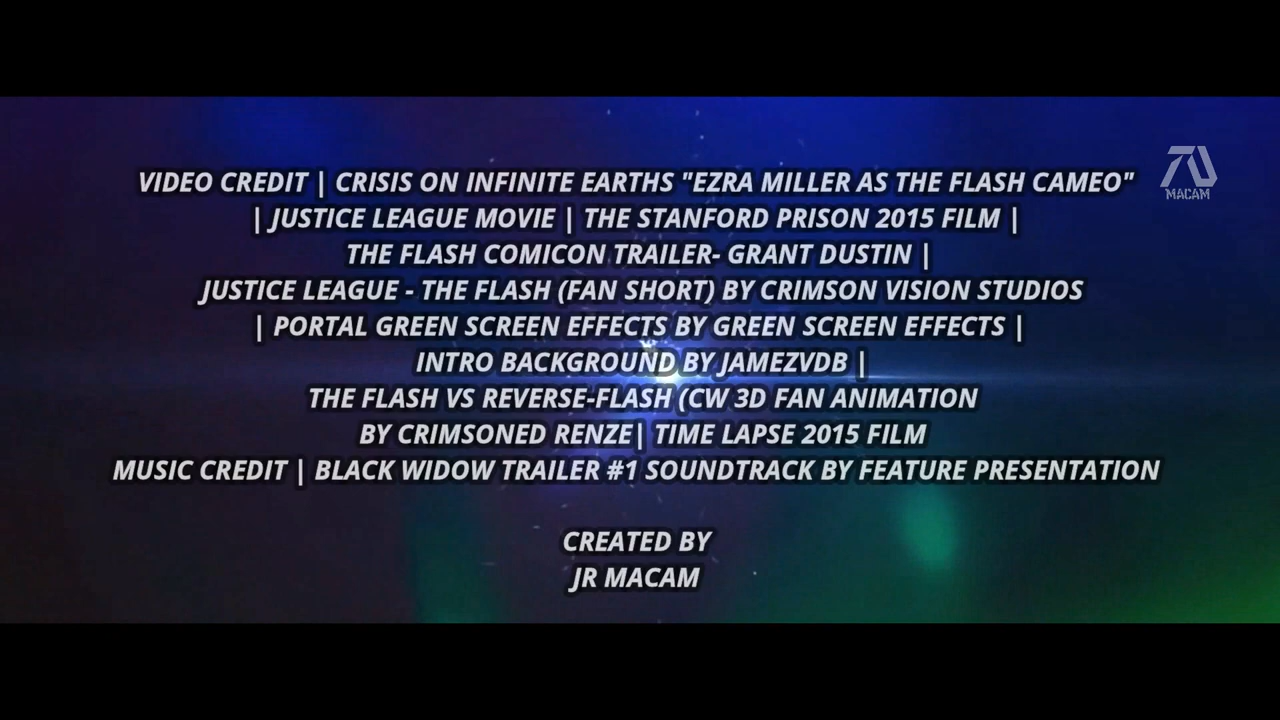 VIDEO CREDIT | CRISIS ON INFINITE EARTHS "EZRA MILLER AS THE FLASH CAMEO"
| JUSTICE LEAGUE MOVIE | THE STANFORD PRISON 2015 FILM |
THE FLASH COMICON TRAILER- GRANT DUSTIN |
JUSTICE LEAGUE - THE FLASH (FAN SHORT) BY CRIMSON VISION STUDIOS
| PORTAL GREEN SCREEN EFFECTS BY GREEN SCREEN EFFECTS |
INTRO BACKGROUND BY JAMEZVDB |
THE FLASH VS REVERSE-FLASH (CW 3D FAN ANIMATION
BY CRIMSONED RENZE| TIME LAPSE 2015 FILM
MUSIC CREDIT | BLACK WIDOW TRAILER #1 SOUNDTRACK BY FEATURE PRESENTATION
CREATED BY
JR MACAM
MACAM